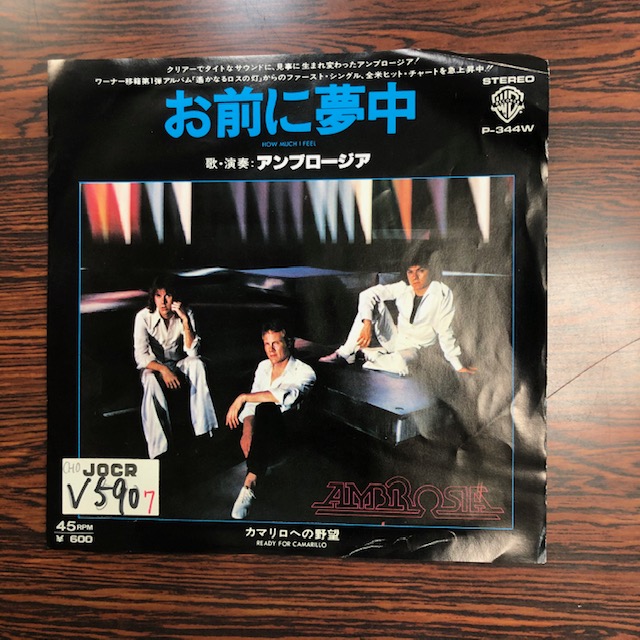 クリアーでタイトなサウンドに、見事に生まれ変わったアンブロージア!
ワーナー移籍第1弾アルバム「遥かなるロスの灯」からのファースト・シングル、全米ヒット・チャートを急上昇中!!
STEREO
お前に夢中
HOW MUCH I FEEL
P-344W
歌・演奏:アンブロージア
CHO JOCR
V5907
AMBROSIA
45RPM
¥ 600
カマリロへの野望
READY FOR CAMARILLO